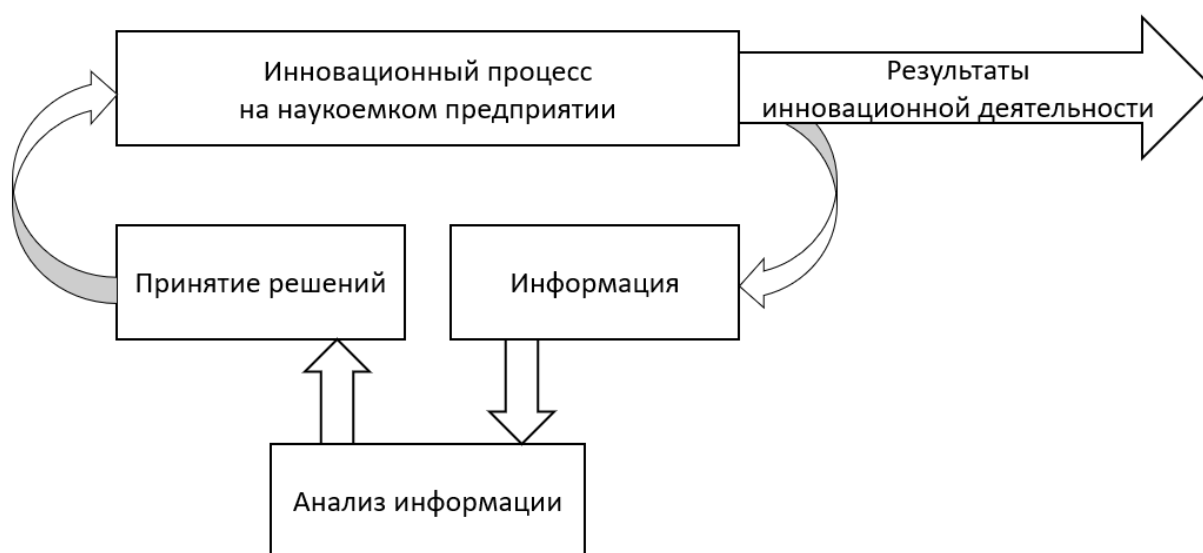 Инновационный процесс
на наукоемком предприятии
Результаты
инновационной деятельности
Принятие решений
Информация
Анализ информации